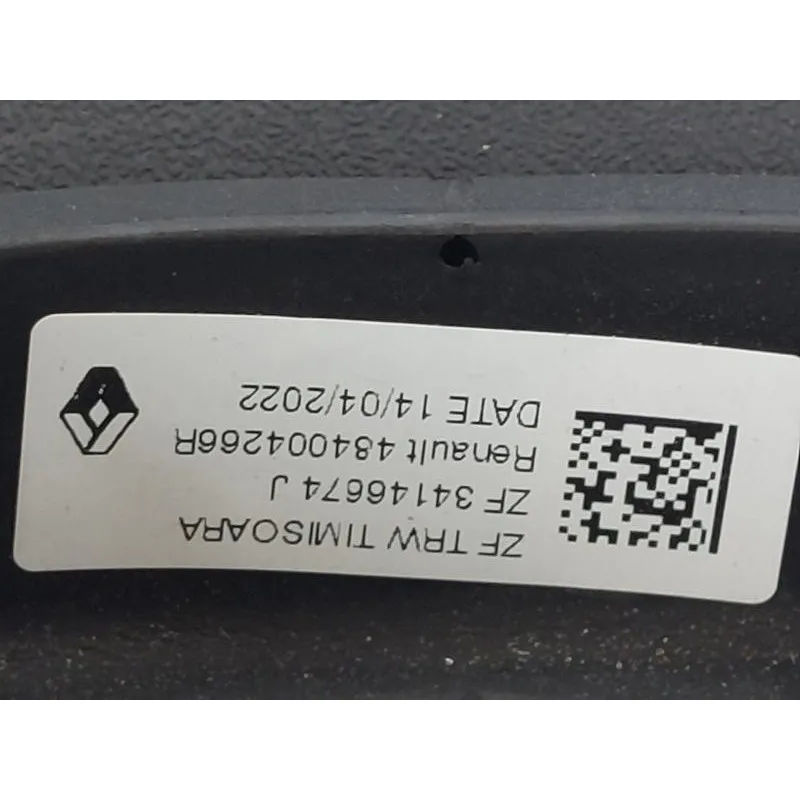 ZF TRW TIMISOARA
ZF 34146674 J
Renault 484004266R
DATE 14/04/2022